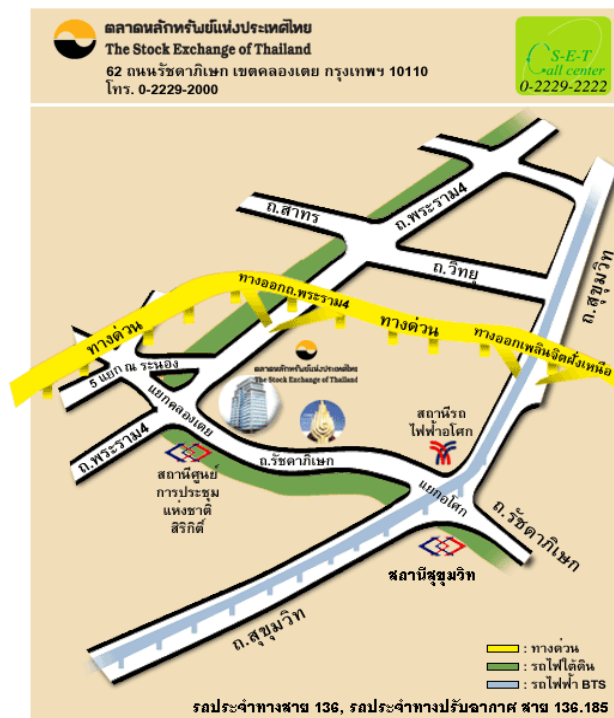 ตลาดหลักทรัพย์แห่งประเทศไทย
The Stock Exchange of Thailand
62 ถนนรัชดาภิเษก เขตคลองเตย กรุงเทพฯ 10110
โทร. 0-2229-2000
S-E-T
Call center
0-2229-2222
ถ.สาทร
ถ.พระราม4
ถ.วิทยุ
ถ.สุขุมวิท
ทางออกถ.พระราม4
ทางด่วน
ทางด่วน
ทางออกเพลินจิตฝั่งเหนือ
5 แยก ณ ระนอง
ตลาดหลักทรัพย์แห่งประเทศไทย
The Stock Exchange of Thailand
แยกคลองเตย
สถานีรถ
ไฟฟ้าอโศก
ถ.พระราม4
ถ.รัชดาภิเษก
สถานีศูนย์
การประชุม
แห่งชาติ
สิริกิติ์
แยกอโศก
ถ.รัชดาภิเษก
สถานีสุขุมวิท
ถ.สุขุมวิท
: ทางด่วน
: รถไฟใต้ดิน
: รถไฟฟ้า BTS
รถประจำทางสาย 136, รถประจำทางปรับอากาศ สาย 136.185